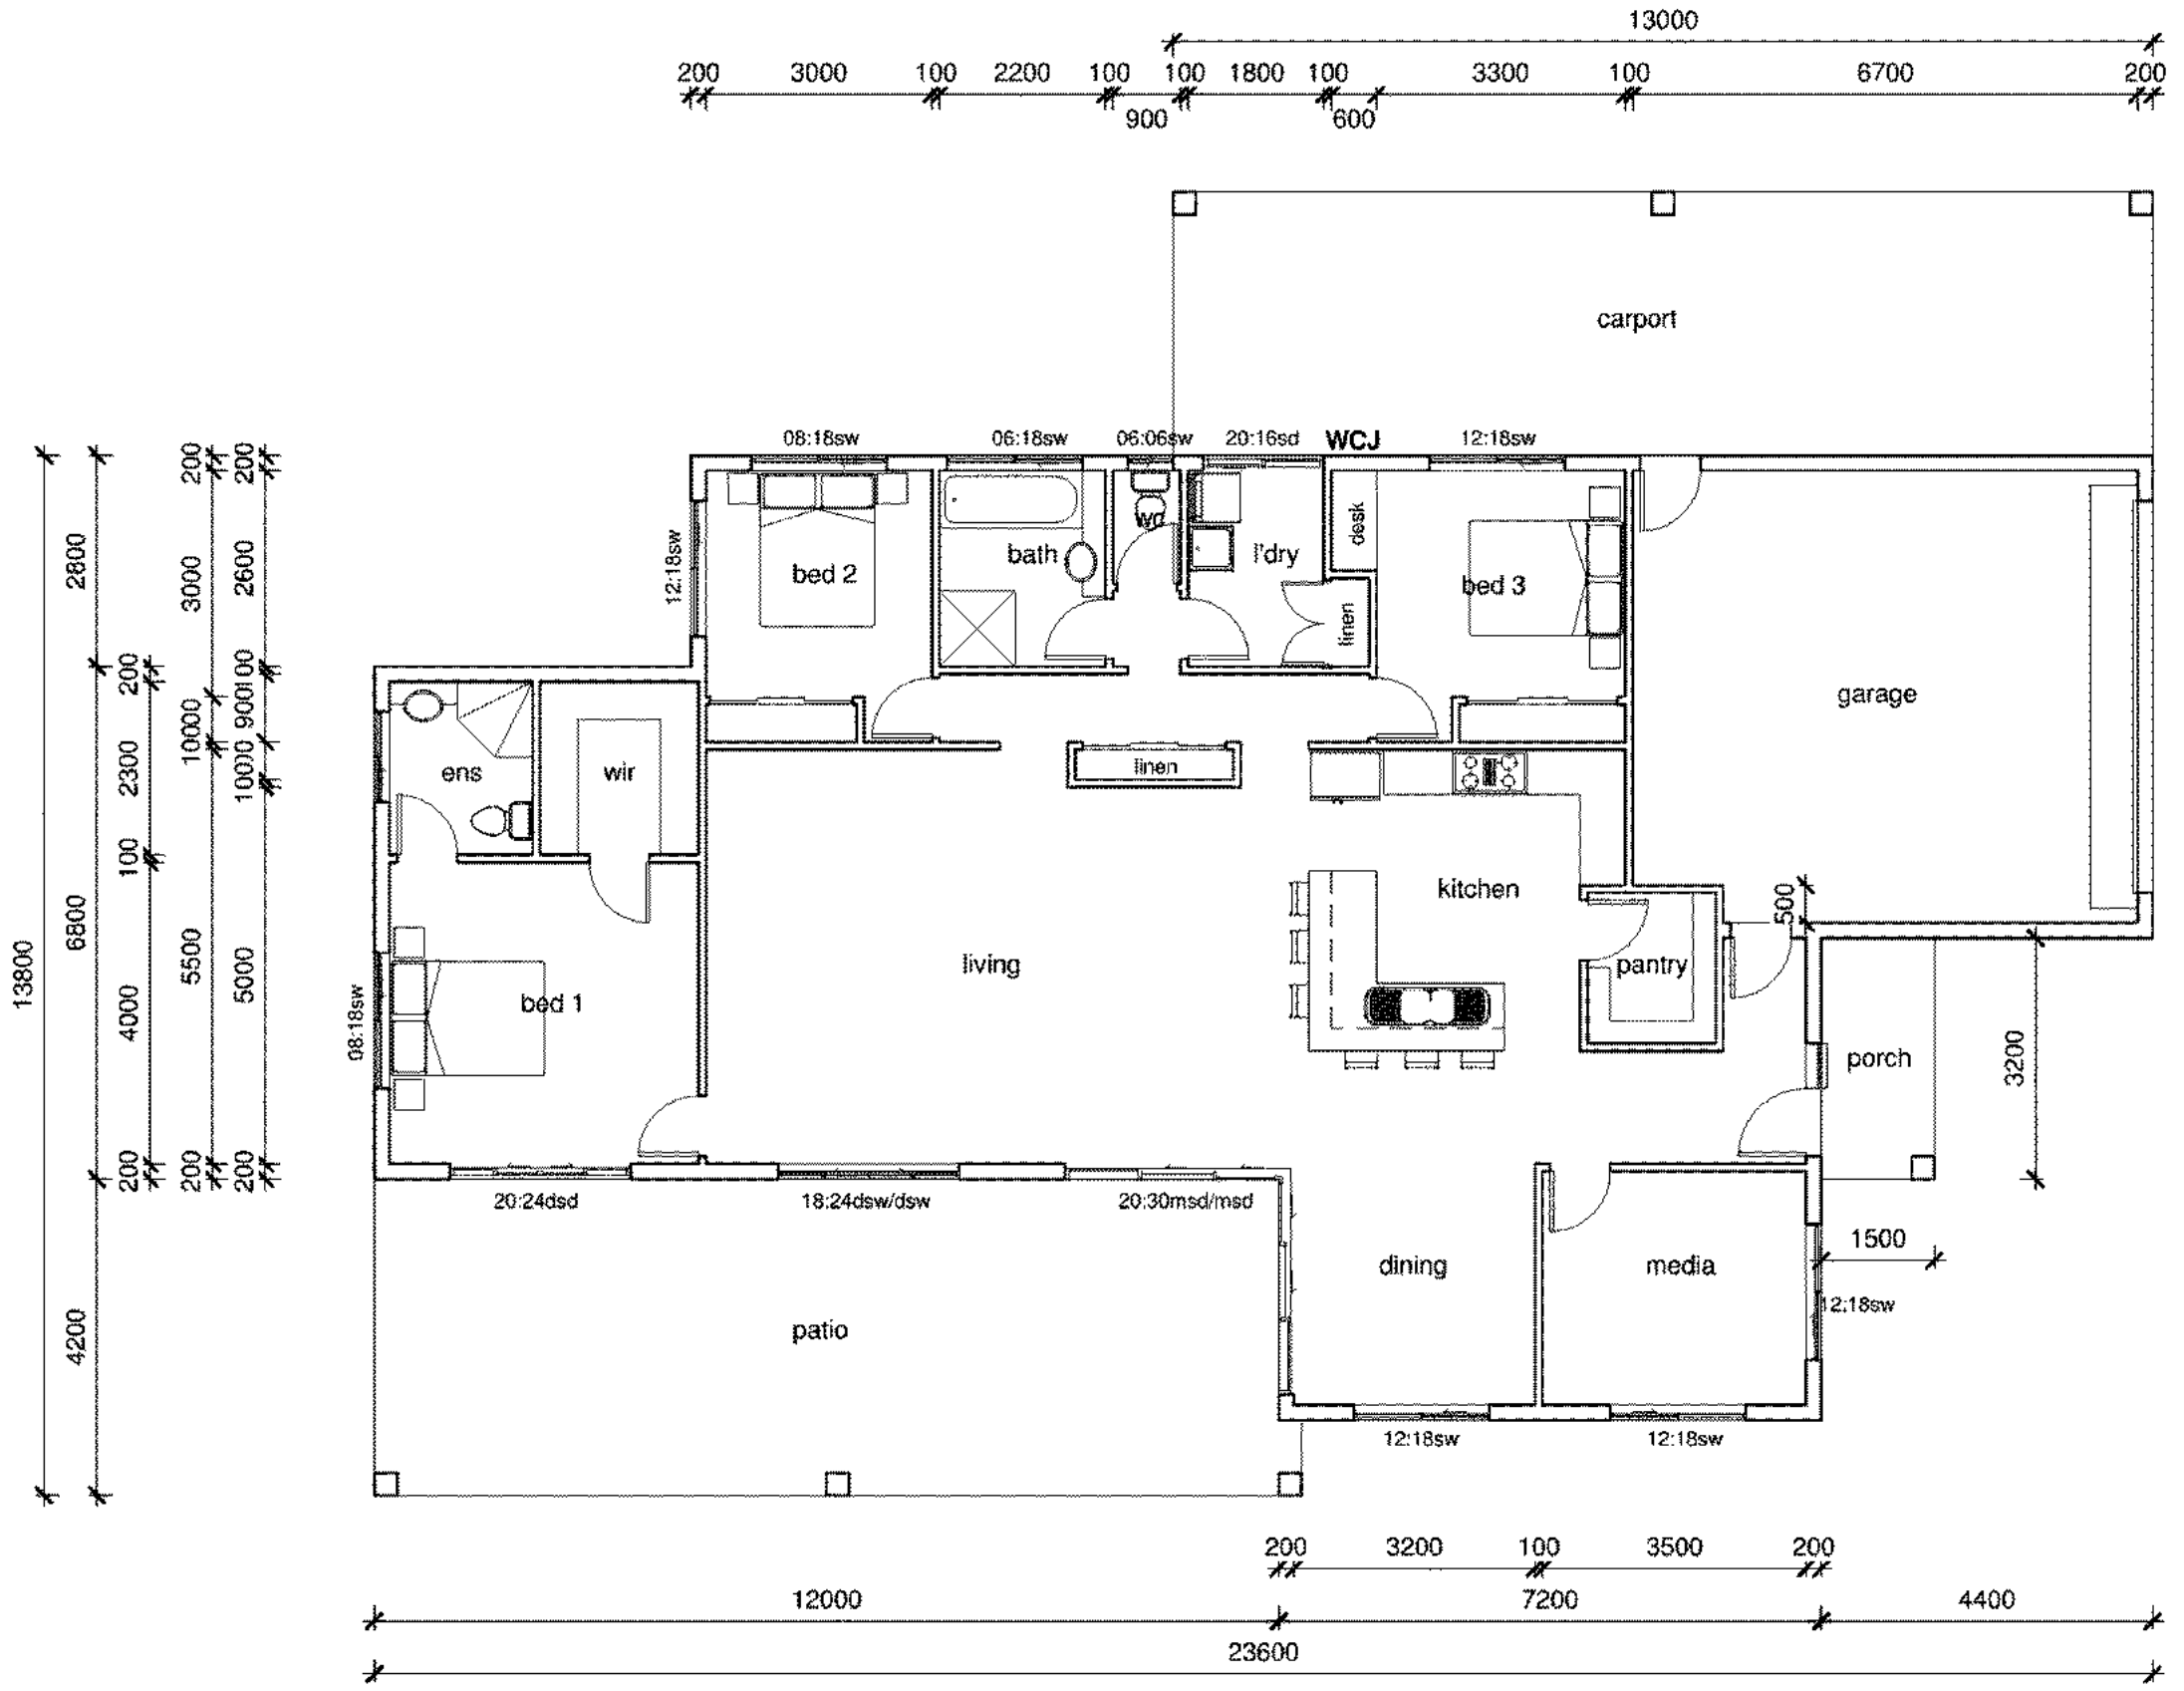 13000
200 3000 100 2200 100 100 1800 100 3300 100 6700 200
900 600
carport
08:18sw 06:18sw 06:06sw 20:16sd WCJ 12:18sw
200 200
2800 3000 2600 12:18sw
bed 2 bath wc l'dry desk linen bed 3
garage
200 100
10000 900
2300 1000
ens wir linen
100
kitchen
500
13800 6800 5500 5000 4000
living pantry
bed 1
08:18sw
porch
3200
200 200 200
20:24dsd 18:24dsw/dsw 20:30msd/msd
1500
dining media
12:18sw
4200
patio
12:18sw 12:18sw
200 3200 100 3500 200
12000 7200 4400
23600